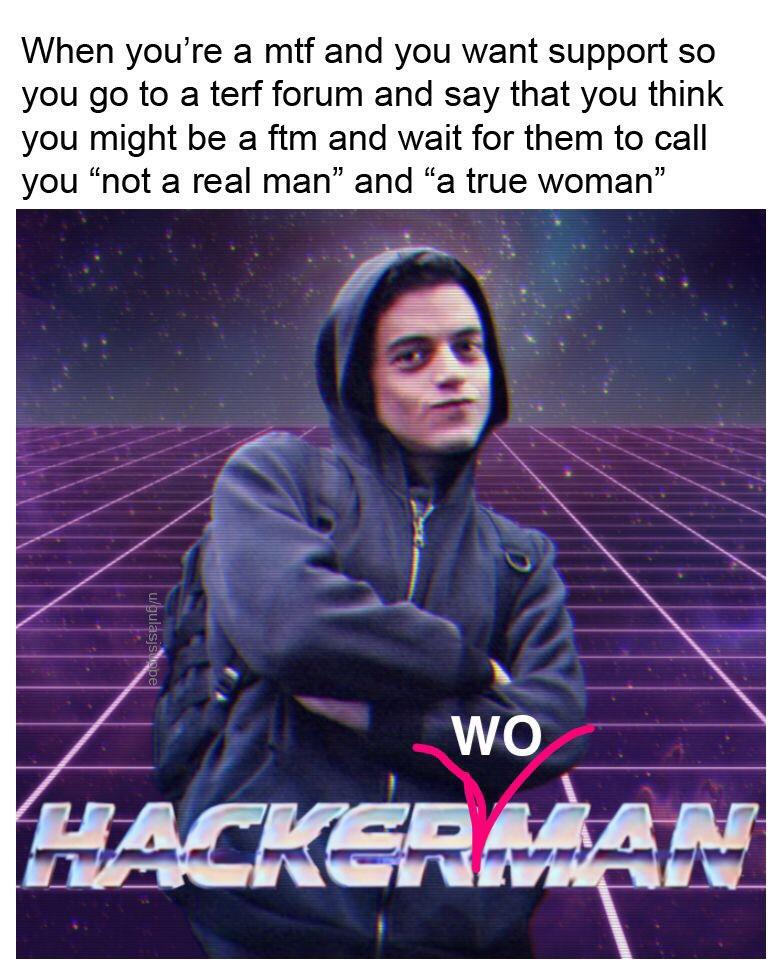 When you’re a mtf and you want support so
you go to a terf forum and say that you think
you might be a ftm and wait for them to call
you “not a real man” and “a true woman”
WO
HACKERMAN